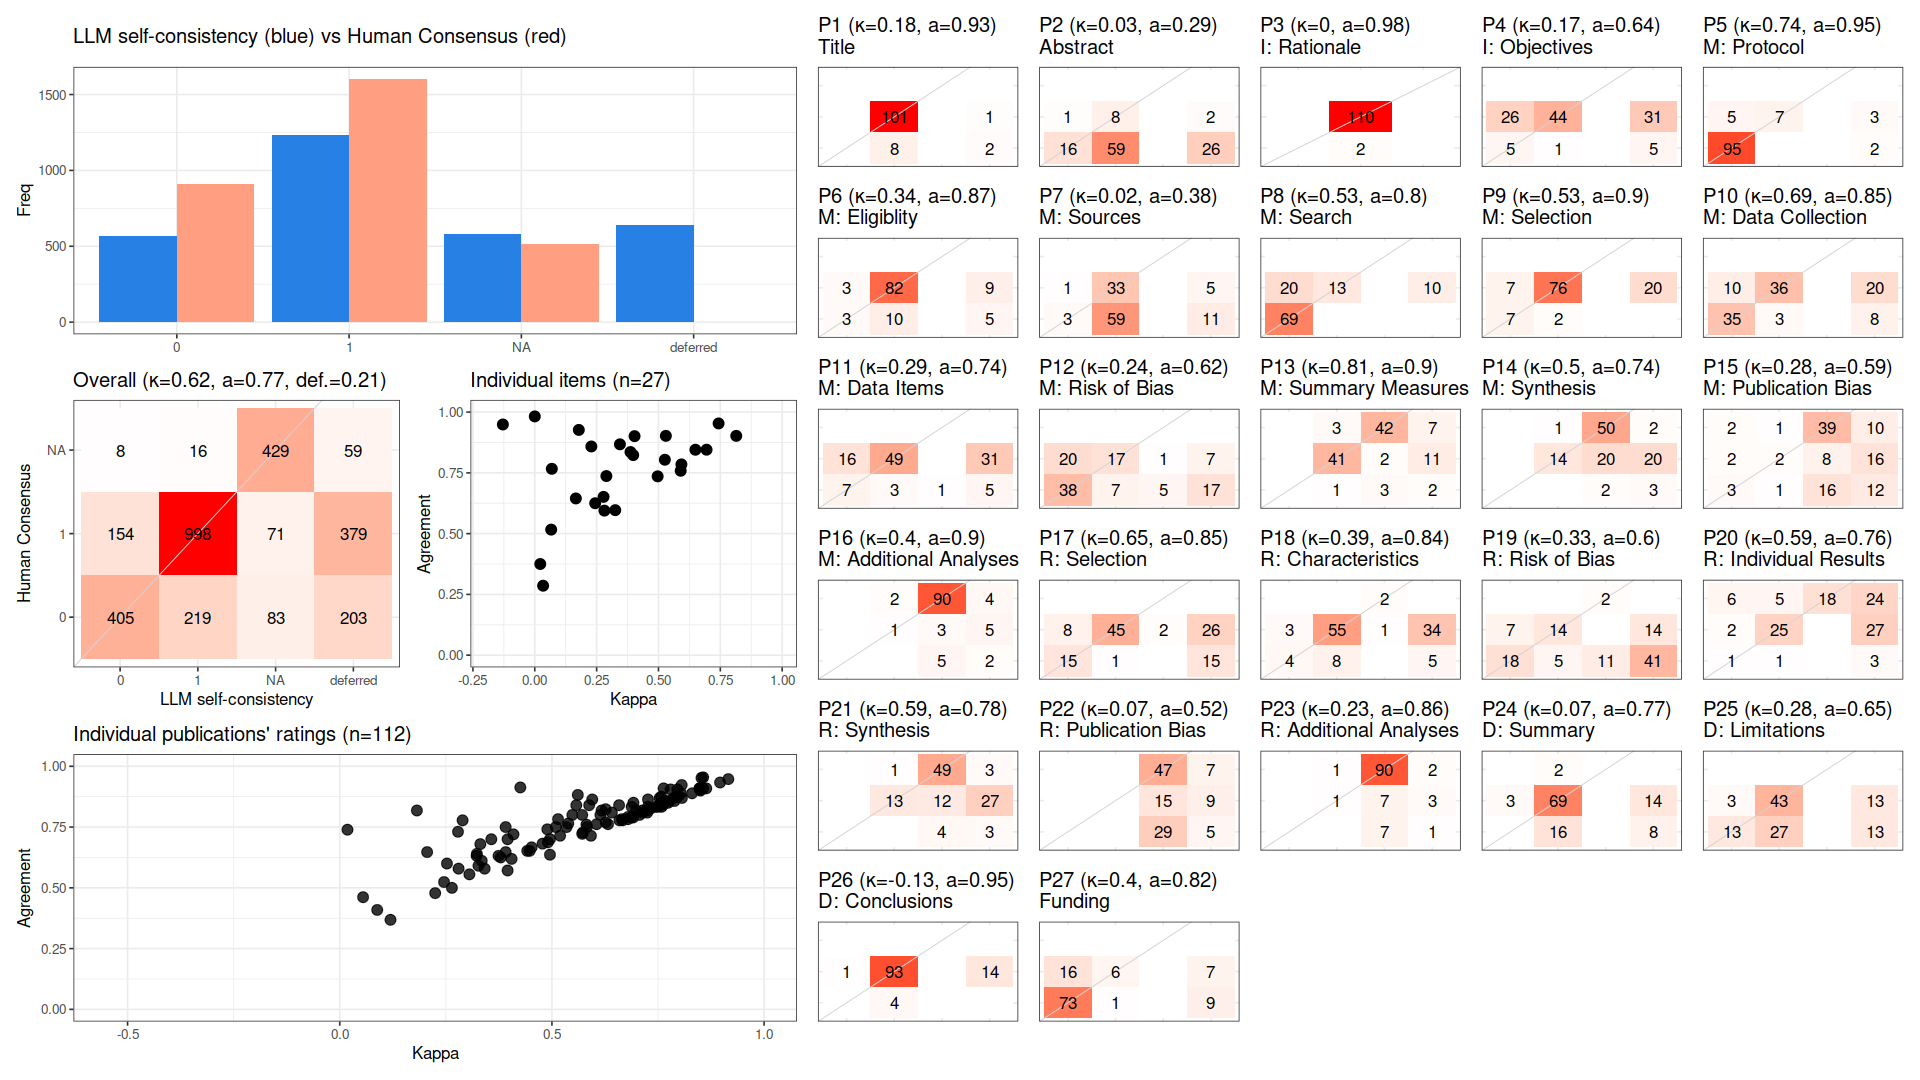 LLM self-consistency (blue) vs Human Consensus (red)
Freq
1500
1000
500
0
0 1 NA deferred
Overall (κ=0.62, a=0.77, def.=0.21)
Human Consensus
NA 8 16 429 59
1 154 998 71 379
0 405 219 83 203
0 1 NA deferred
LLM self-consistency
Individual items (n=27)
Agreement
1.00
0.75
0.50
0.25
0.00
-0.25 0.00 0.25 0.50 0.75 1.00
Kappa
Individual publications' ratings (n=112)
Agreement
1.00
0.75
0.50
0.25
0.00
-0.5 0.0 0.5 1.0
Kappa
P1 (κ=0.18, a=0.93)
Title
101 1
8 2
P2 (κ=0.03, a=0.29)
Abstract
1 8 2
16 59 26
P3 (κ=0, a=0.98)
I: Rationale
110
2
P4 (κ=0.17, a=0.64)
I: Objectives
26 44 31
5 1 5
P5 (κ=0.74, a=0.95)
M: Protocol
5 7 3
95 2
P6 (κ=0.34, a=0.87)
M: Eligiblity
3 82 9
3 10 5
P7 (κ=0.02, a=0.38)
M: Sources
1 33 5
3 59 11
P8 (κ=0.53, a=0.8)
M: Search
20 13 10
69
P9 (κ=0.53, a=0.9)
M: Selection
7 76 20
7 2
P10 (κ=0.69, a=0.85)
M: Data Collection
10 36 20
35 3 8
P11 (κ=0.29, a=0.74)
M: Data Items
16 49 31
7 3 1 5
P12 (κ=0.24, a=0.62)
M: Risk of Bias
20 17 1 7
38 7 5 17
P13 (κ=0.81, a=0.9)
M: Summary Measures
3 42 7
41 2 11
1 3 2
P14 (κ=0.5, a=0.74)
M: Synthesis
1 50 2
14 20 20
2 3
P15 (κ=0.28, a=0.59)
M: Publication Bias
2 1 39 10
2 2 8 16
3 1 16 12
P16 (κ=0.4, a=0.9)
M: Additional Analyses
2 90 4
1 3 5
5 2
P17 (κ=0.65, a=0.85)
R: Selection
8 45 2 26
15 1 15
P18 (κ=0.39, a=0.84)
R: Characteristics
2
3 55 1 34
4 8 5
P19 (κ=0.33, a=0.6)
R: Risk of Bias
2
7 14 14
18 5 11 41
P20 (κ=0.59, a=0.76)
R: Individual Results
6 5 18 24
2 25 27
1 1 3
P21 (κ=0.59, a=0.78)
R: Synthesis
1 49 3
13 12 27
4 3
P22 (κ=0.07, a=0.52)
R: Publication Bias
47 7
15 9
29 5
P23 (κ=0.23, a=0.86)
R: Additional Analyses
1 90 2
1 7 3
7 1
P24 (κ=0.07, a=0.77)
D: Summary
2
3 69 14
16 8
P25 (κ=0.28, a=0.65)
D: Limitations
3 43 13
13 27 13
P26 (κ=-0.13, a=0.95)
D: Conclusions
1 93 14
4
P27 (κ=0.4, a=0.82)
Funding
16 6 7
73 1 9